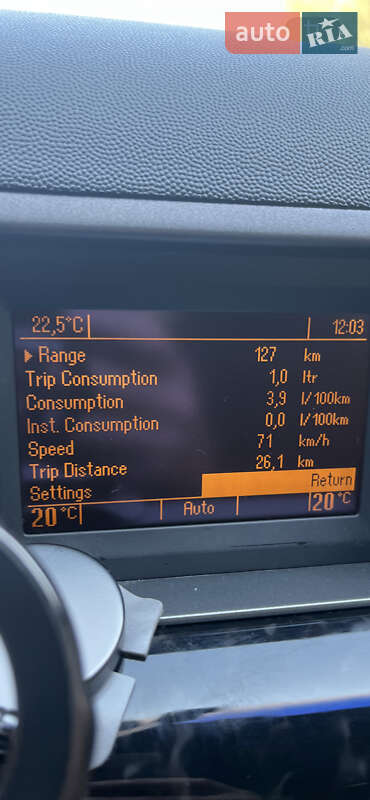 auto RIA
.com
22,5°C 12:03
Range 127 km
Trip Consumption 1,0 ltr
Consumption 3,9 l/100km
Inst. Consumption 0,0 l/100km
Speed 71 km/h
Trip Distance 26,1 km
Settings Return
20°C Auto 20°C